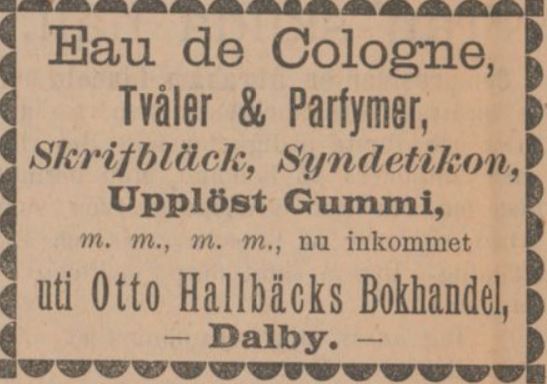 Eau de Cologne,
Tvåler & Parfymer,
Skrifbläck, Syndetikon,
Upplöst Gummi,
m. m., m. m., nu inkommet
uti Otto Hallbäcks Bokhandel,
— Dalby. —